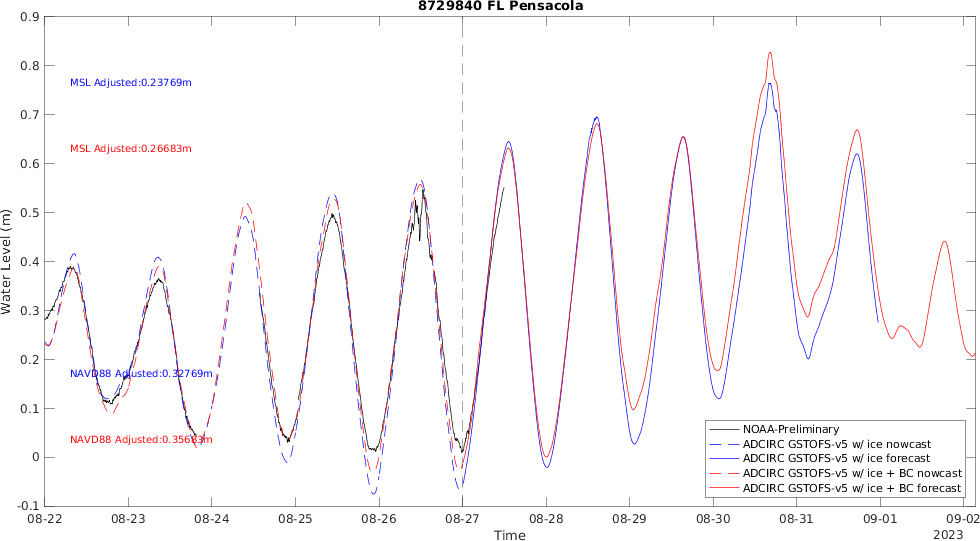 8729840 FL Pensacola
0.9
0.8
0.7
0.6
0.5
0.4
0.3
0.2
0.1
0
-0.1
Water Level (m)
MSL Adjusted:0.23769m
MSL Adjusted:0.26683m
NAVD88 Adjusted:0.32769m
NAVD88 Adjusted:0.35683m
NOAA-Preliminary
ADCIRC GSTOFS-v5 w/ ice nowcast
ADCIRC GSTOFS-v5 w/ ice forecast
ADCIRC GSTOFS-v5 w/ ice + BC nowcast
ADCIRC GSTOFS-v5 w/ ice + BC forecast
08-22 08-23 08-24 08-25 08-26 08-27 08-28 08-29 08-30 08-31 09-01 09-02
Time
2023